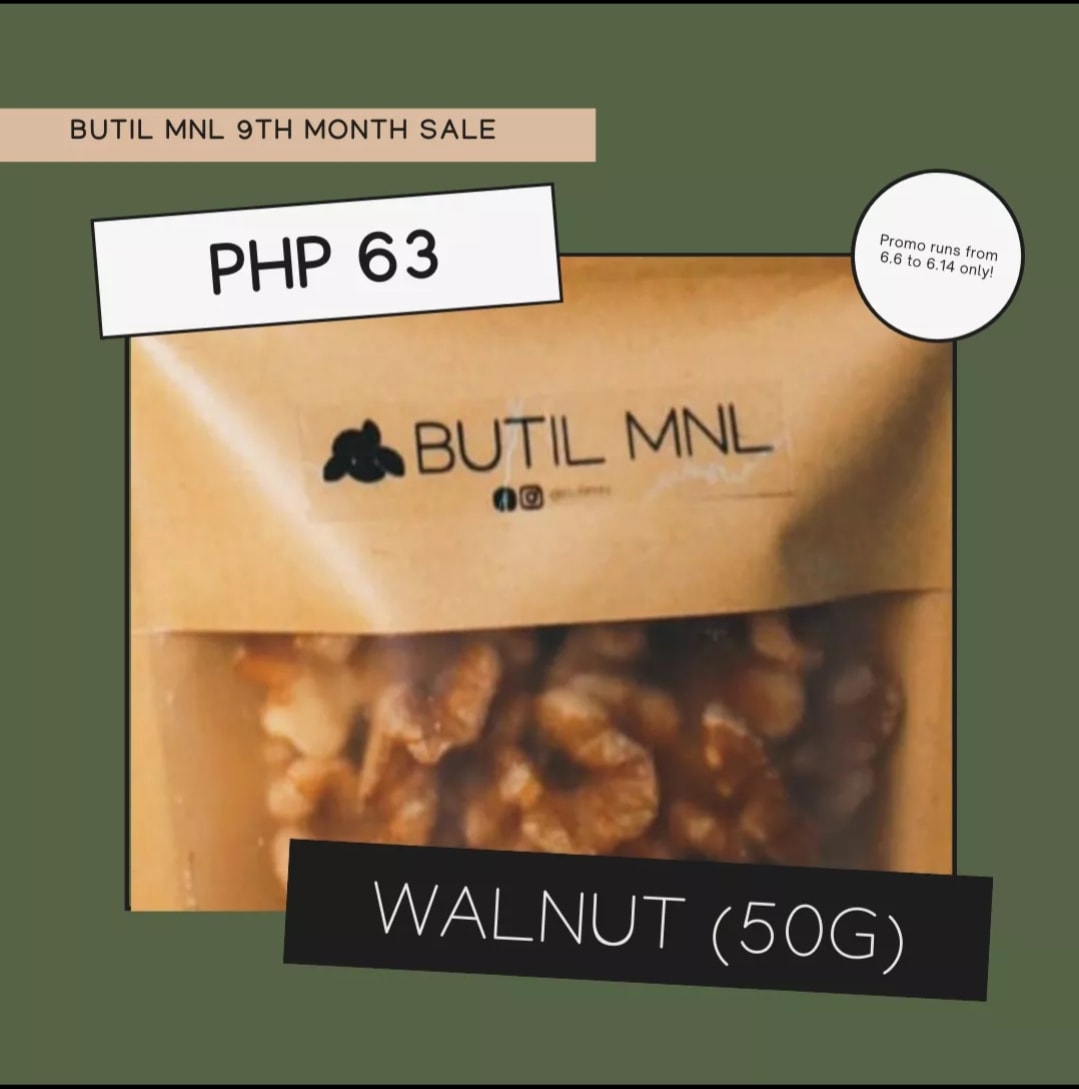 BUTIL MNL 9TH MONTH SALE
PHP 63
Promo runs from
6.6 to 6.14 only!
BUTIL MNL
WALNUT (50G)